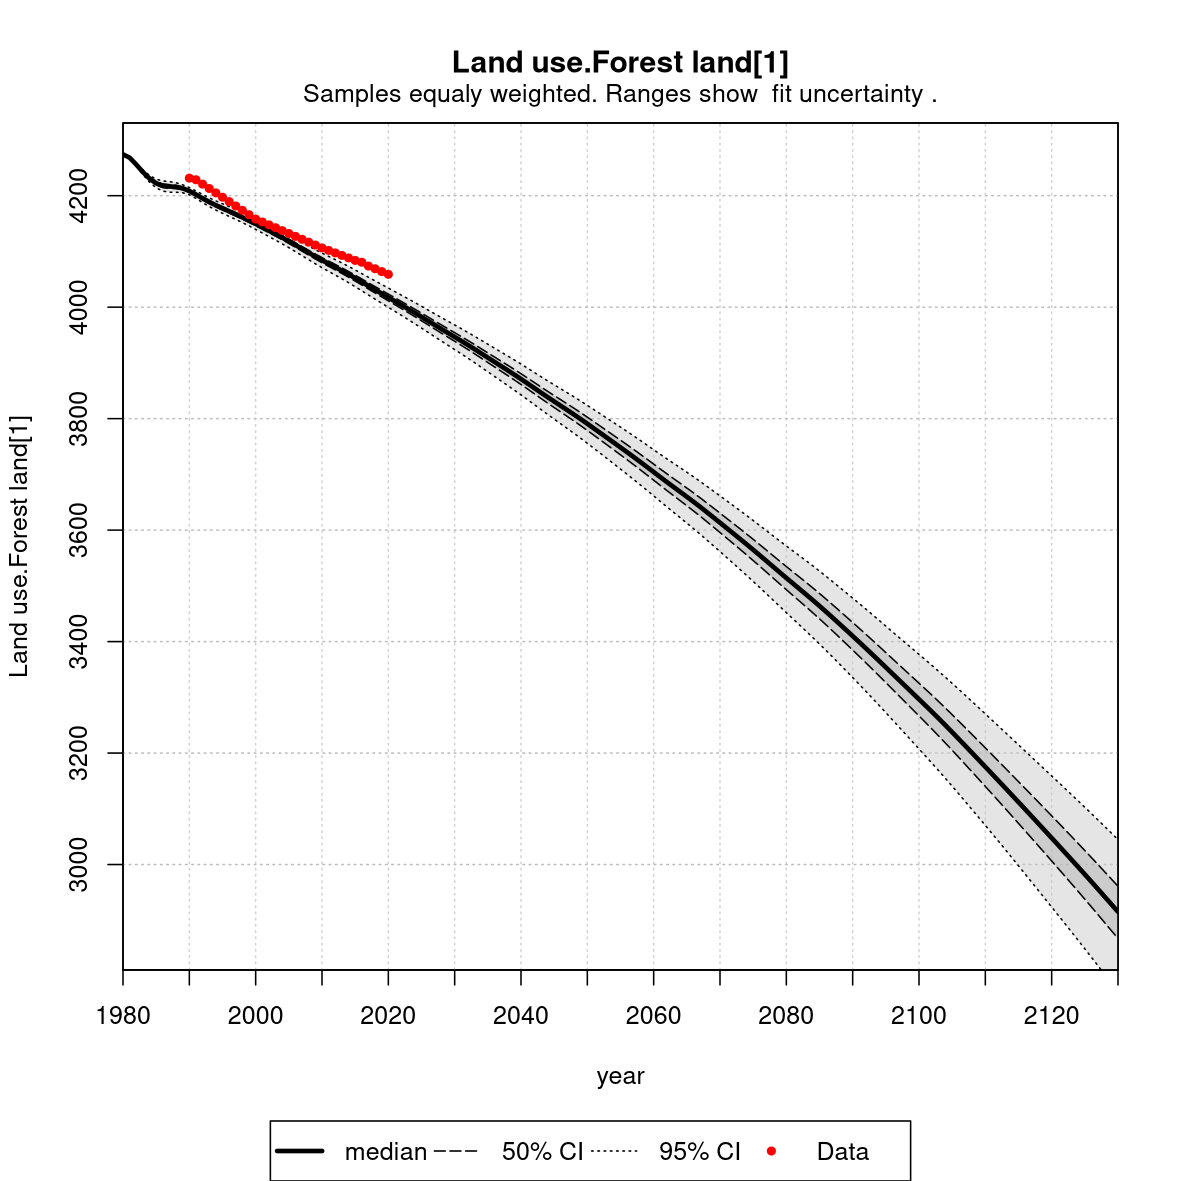 Land use.Forest land[1]
Samples equaly weighted. Ranges show  fit uncertainty .
Land use.Forest land[1]
4200
4000
3800
3600
3400
3200
3000
1980 2000 2020 2040 2060 2080 2100 2120
year
median 50% CI 95% CI Data